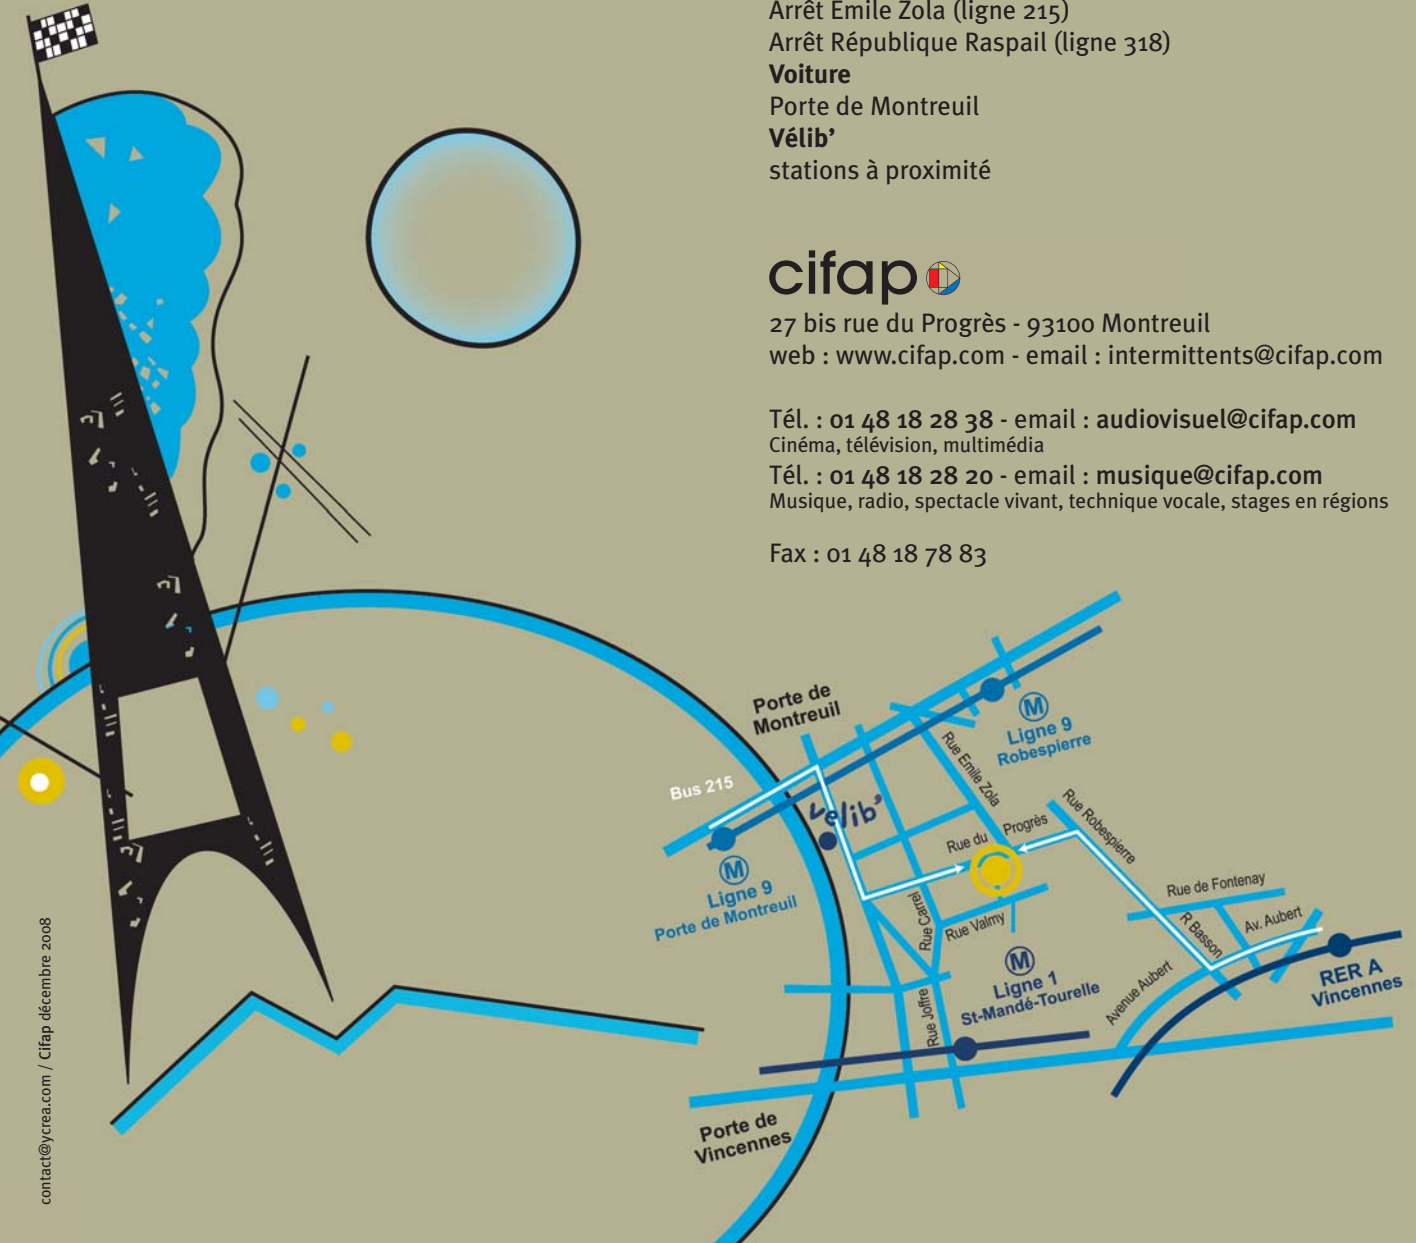 Arrêt Emile Zola (ligne 215)
Arrêt République Raspail (ligne 318)
Voiture
Porte de Montreuil
Vélib’
stations à proximité
cifap
27 bis rue du Progrès - 93100 Montreuil
web : www.cifap.com - email : intermittents@cifap.com
Tél. : 01 48 18 28 38 - email : audiovisuel@cifap.com
Cinéma, télévision, multimédia
Tél. : 01 48 18 28 20 - email : musique@cifap.com
Musique, radio, spectacle vivant, technique vocale, stages en régions
Fax : 01 48 18 78 83
Porte de
Montreuil
M
Ligne 9
Robespierre
Bus 215
Rue Emile Zola
velib’
Rue du Progrès
Rue Robespierre
M
Ligne 9
Porte de Montreuil
Rue de Fontenay
Rue Carrel
Rue Valmy
R Basson
Av. Aubert
M
Ligne 1
St-Mandé-Tourelle
Avenue Aubert
RER A
Vincennes
Rue Joffre
Porte de
Vincennes
contact@ycrea.com / Cifap décembre 2008